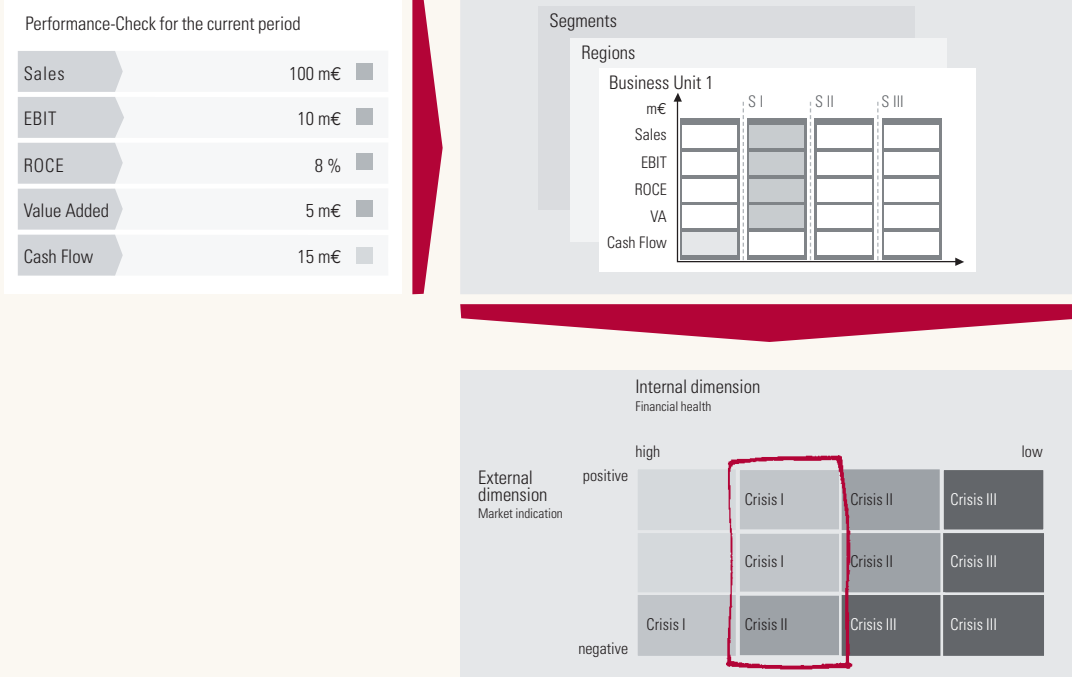 Performance-Check for the current period
Sales 100 m€
EBIT 10 m€
ROCE 8 %
Value Added 5 m€
Cash Flow 15 m€
Segments
Regions
Business Unit 1
m€ S I S II S III
Sales
EBIT
ROCE
VA
Cash Flow
Internal dimension
Financial health
high low
External
dimension
Market indication
positive
Crisis I Crisis II Crisis III
Crisis I Crisis II Crisis III
Crisis I Crisis II Crisis III Crisis III
negative